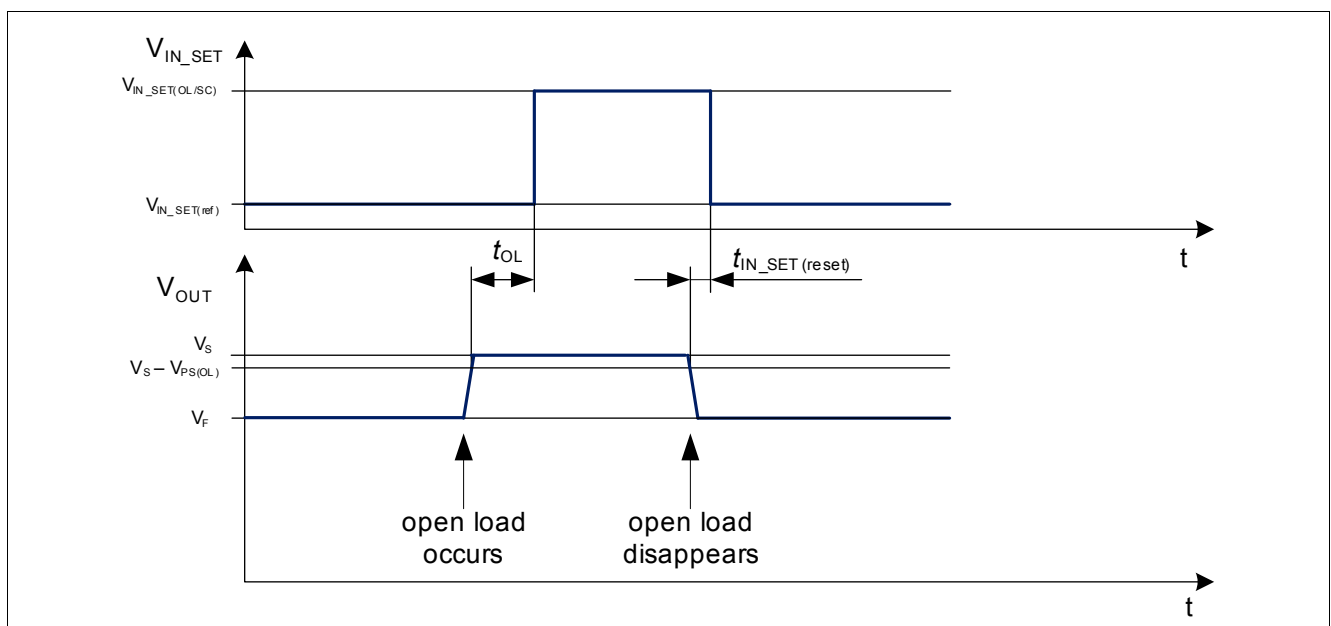 V_IN_SET
V_IN_SET(OL/SC)
V_IN_SET(ref)
t
t_OL
t_IN_SET (reset)
V_OUT
V_S
V_S – V_PS(OL)
V_F
open load
occurs
open load
disappears
t